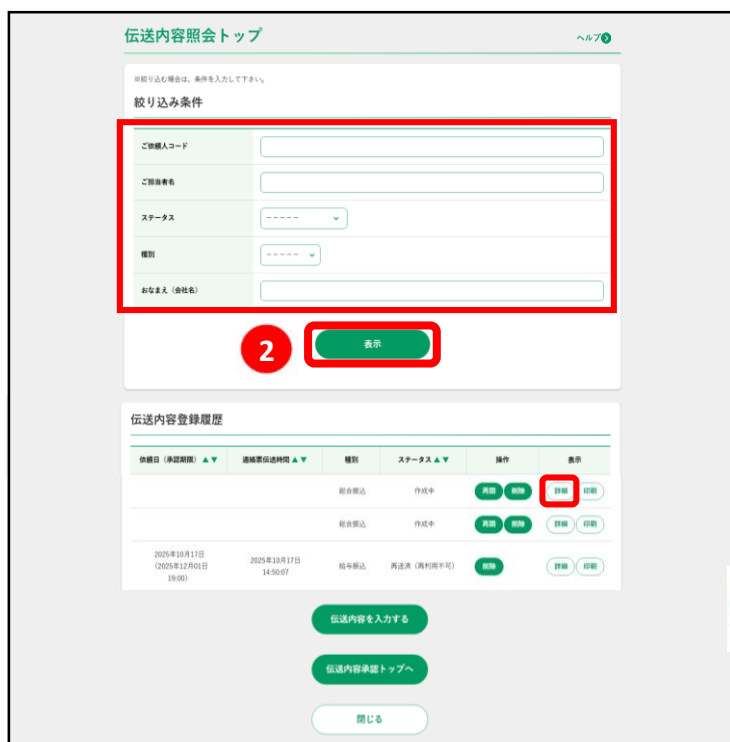 伝送内容照会トップ
ヘルプ
※絞り込む場合は、条件を入力して下さい。
絞り込み条件
ご依頼人コード
ご担当者名
ステータス -----
種別 -----
おなまえ（会社名）
2 表示
伝送内容登録履歴
依頼日（承認期限）▲▼ 連絡票伝送時間▲▼ 種別 ステータス▲▼ 操作 表示
総合振込 作成中 再開 削除 詳細 印刷
総合振込 作成中 再開 削除 詳細 印刷
2025年10月17日
（2025年12月01日
19:00）
2025年10月17日
14:50:07
給与振込 再送済（再利用不可） 削除 詳細 印刷
伝送内容を入力する
伝送内容承認トップへ
閉じる